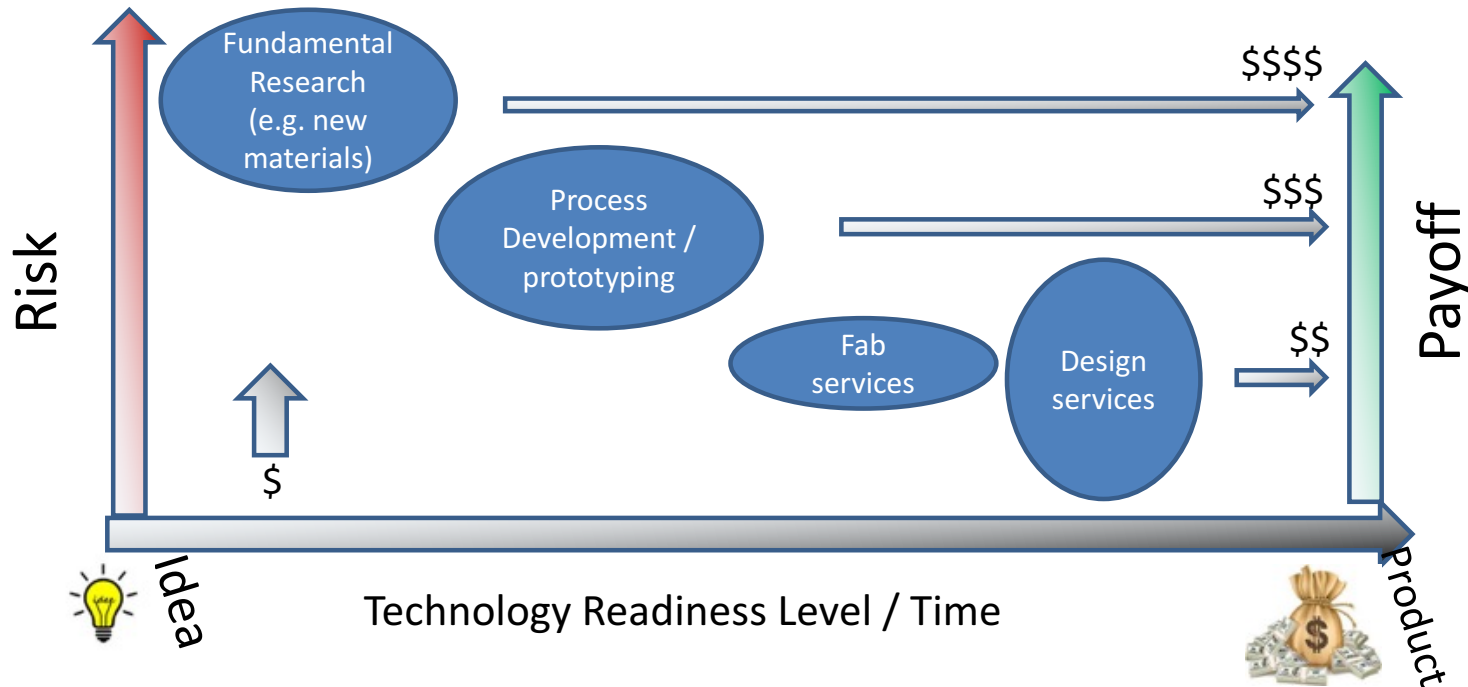 Fundamental
Research
(e.g. new
materials)
$$$$
Process
Development /
prototyping
$$$
Risk
Payoff
Fab
services
Design
services
$$
$
Idea
idea
$
Product
Technology Readiness Level / Time